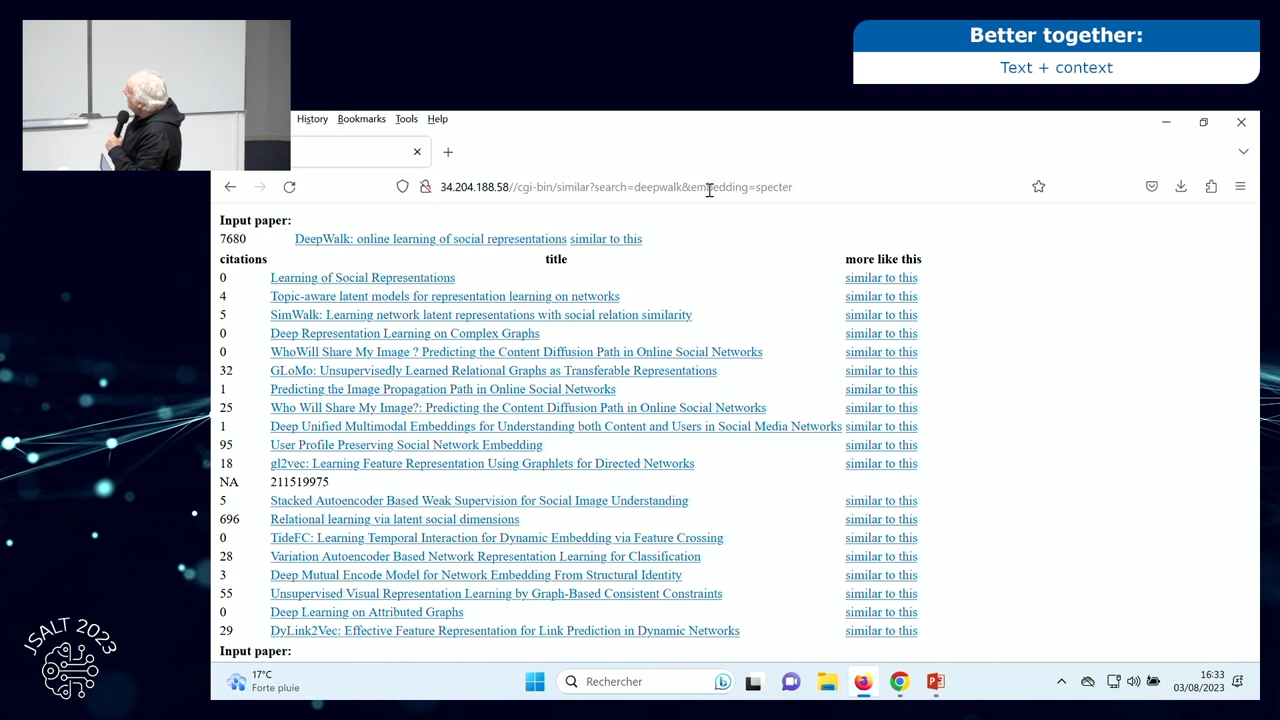 Better together:
Text + context
History Bookmarks Tools Help
34.204.188.58//cgi-bin/similar?search=deepwalk&embedding=specter
Input paper:
7680 DeepWalk: online learning of social representations similar to this
citations title more like this
0 Learning of Social Representations similar to this
4 Topic-aware latent models for representation learning on networks similar to this
5 SimWalk: Learning network latent representations with social relation similarity similar to this
0 Deep Representation Learning on Complex Graphs similar to this
0 WhoWill Share My Image ? Predicting the Content Diffusion Path in Online Social Networks similar to this
32 GLoMo: Unsupervisedly Learned Relational Graphs as Transferable Representations similar to this
1 Predicting the Image Propagation Path in Online Social Networks similar to this
25 Who Will Share My Image?: Predicting the Content Diffusion Path in Online Social Networks similar to this
1 Deep Unified Multimodal Embeddings for Understanding both Content and Users in Social Media Networks similar to this
95 User Profile Preserving Social Network Embedding similar to this
18 gl2vec: Learning Feature Representation Using Graphlets for Directed Networks similar to this
NA 211519975
5 Stacked Autoencoder Based Weak Supervision for Social Image Understanding similar to this
696 Relational learning via latent social dimensions similar to this
0 TideFC: Learning Temporal Interaction for Dynamic Embedding via Feature Crossing similar to this
28 Variation Autoencoder Based Network Representation Learning for Classification similar to this
3 Deep Mutual Encode Model for Network Embedding From Structural Identity similar to this
55 Unsupervised Visual Representation Learning by Graph-Based Consistent Constraints similar to this
0 Deep Learning on Attributed Graphs similar to this
29 DyLink2Vec: Effective Feature Representation for Link Prediction in Dynamic Networks similar to this
Input paper:
JSALT 2023
17°C
Forte pluie
Rechercher
16:33
03/08/2023